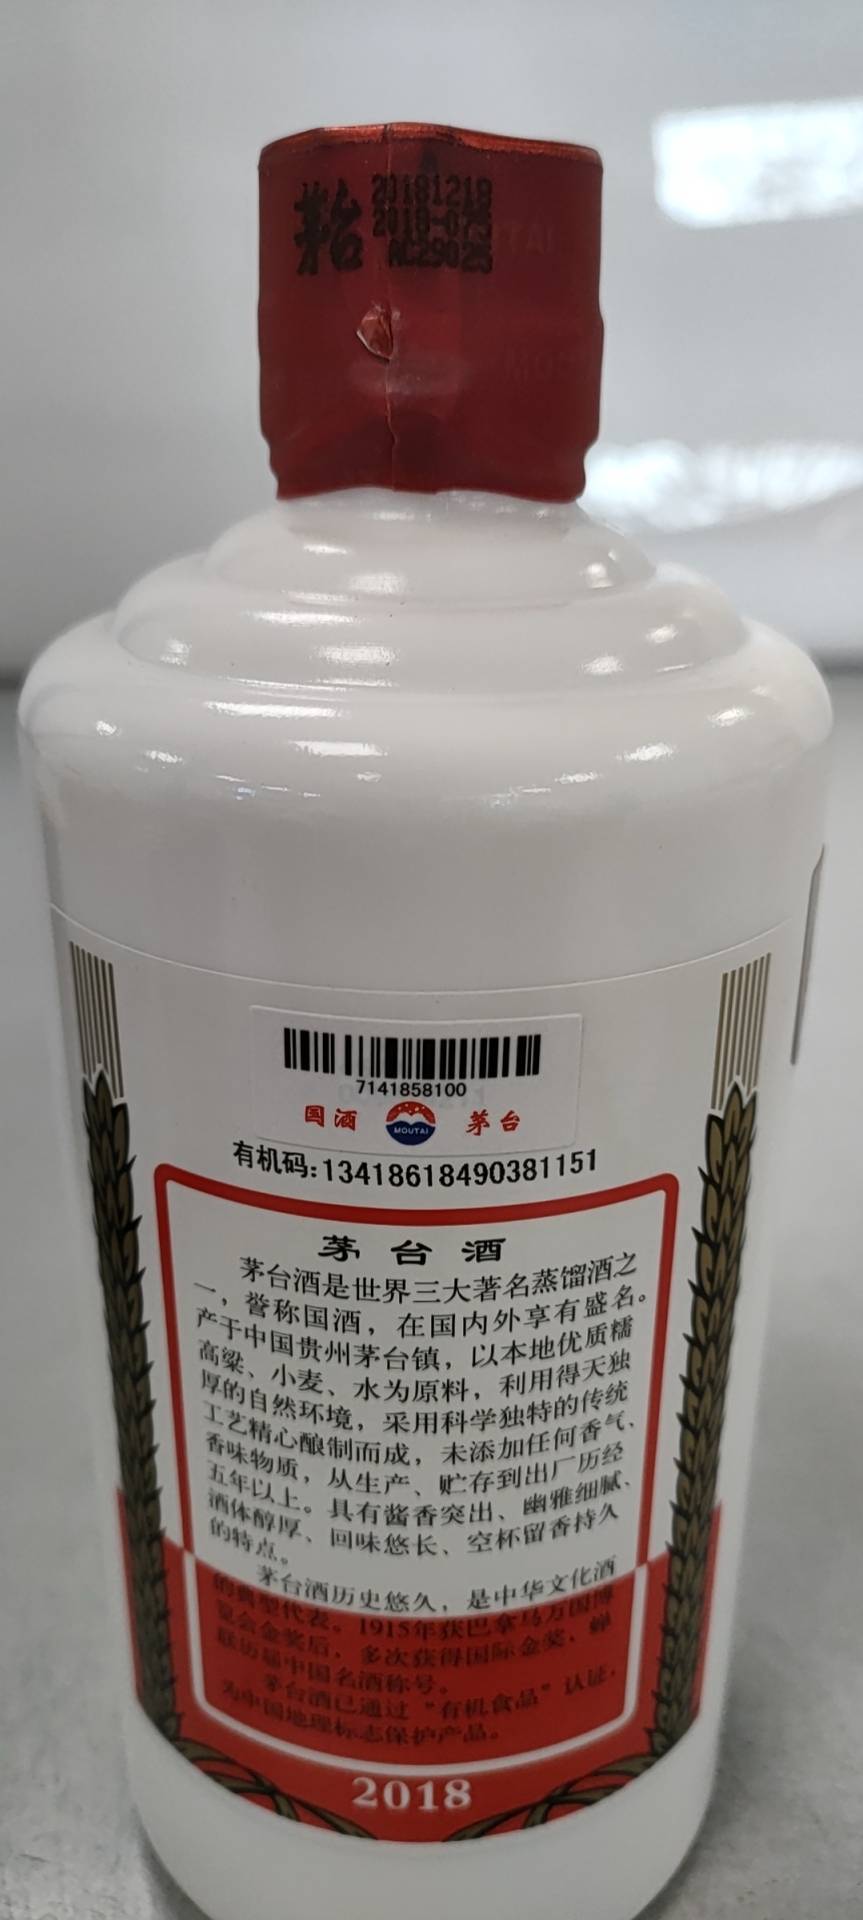 茅台
20181218
2018-075
AC29025
TAI
MOU
7141858100
国酒 MOUTAI 茅台
有机码:13418618490381151
茅台酒
茅台酒是世界三大著名蒸馏酒之
一，誉称国酒，在国内外享有盛名。
产于中国贵州茅台镇，以本地优质糯
高粱、小麦、水为原料，利用得天独
厚的自然环境，采用科学独特的传统
工艺精心酿制而成，未添加任何香气、
香味物质，从生产、贮存到出厂历经
五年以上。具有酱香突出、幽雅细腻、
酒体醇厚、回味悠长、空杯留香持久
的特点。
茅台酒历史悠久，是中华文化酒
的典型代表。1915年获巴拿马万国博
览会金奖后，多次获得国际金奖，蝉
联历届中国名酒称号。
茅台酒已通过“有机食品”认证，
为中国地理标志保护产品。
2018